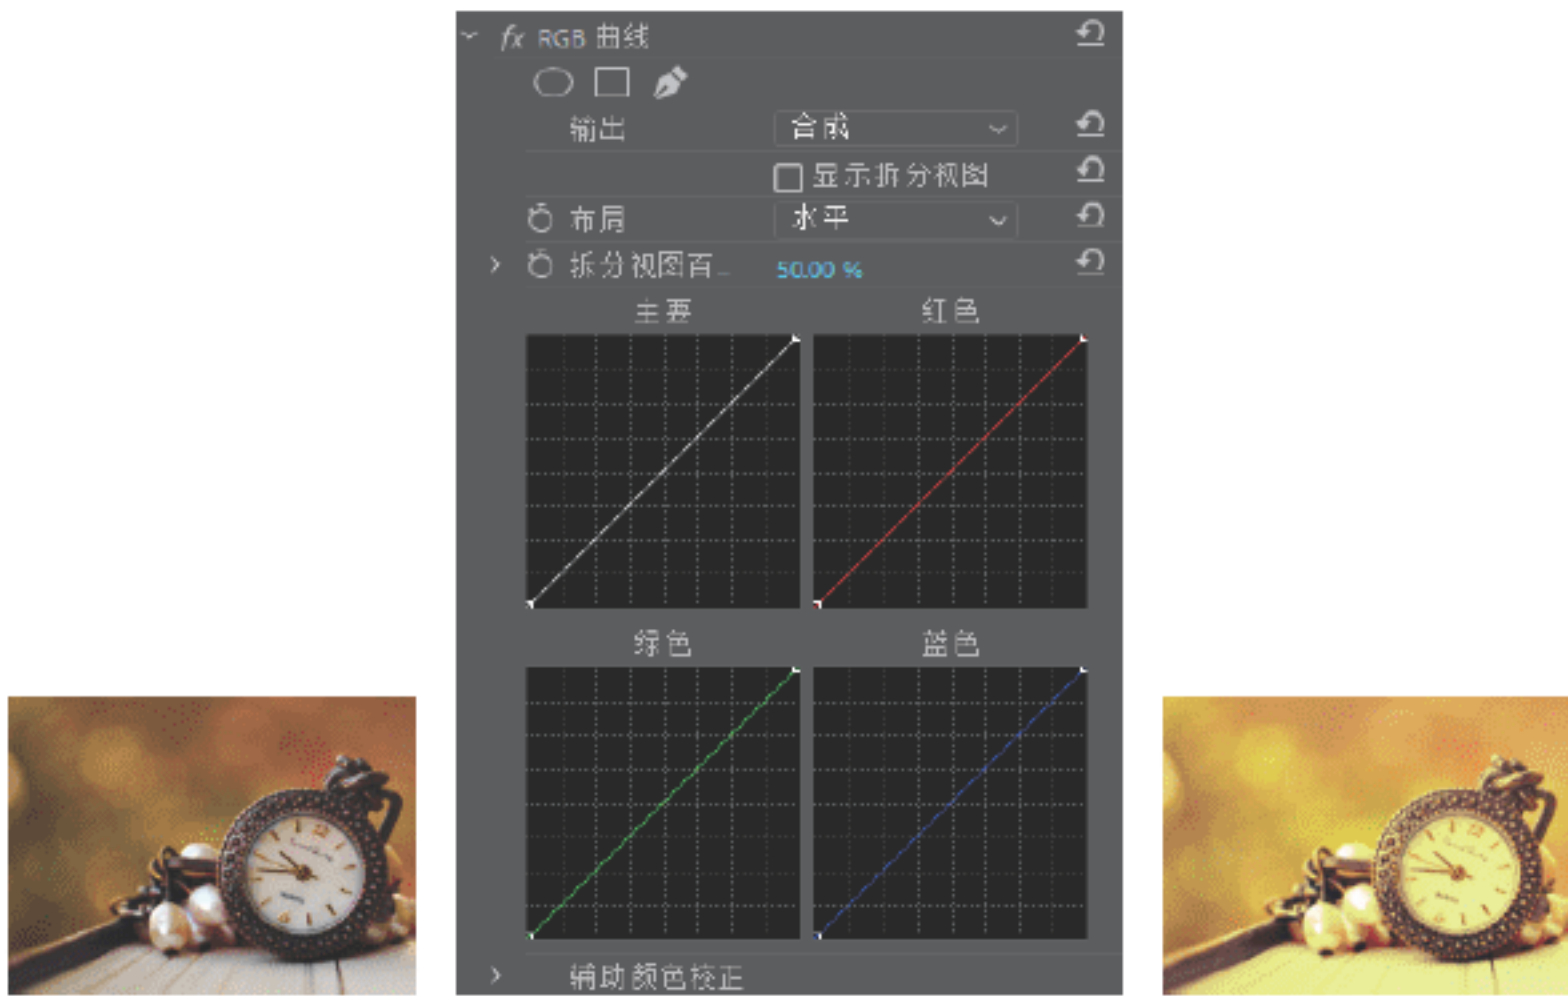 fx RGB 曲线
输出 合成
显示拆分视图
布局 水平
拆分视图百... 50.00 %
主要 红色
绿色 蓝色
辅助颜色校正